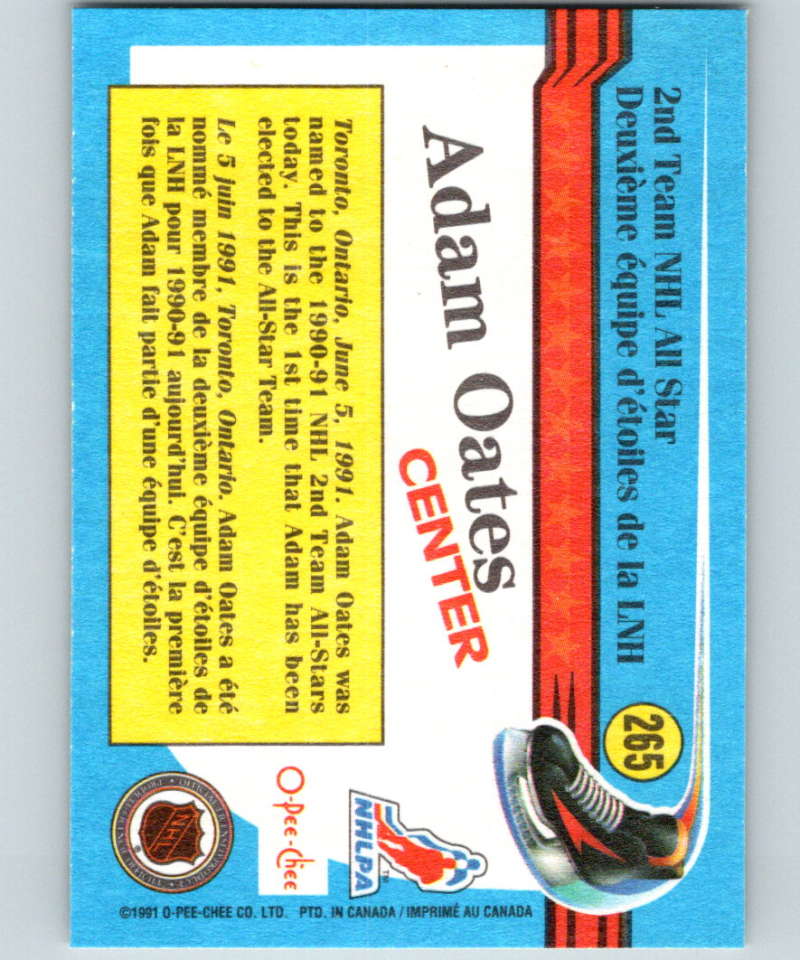 2nd Team NHL All Star
Deuxième équipe d'étoiles de la LNH
265
Adam Oates
CENTER
Toronto, Ontario, June 5, 1991. Adam Oates was
named to the 1990-91 NHL 2nd Team All-Stars
today. This is the 1st time that Adam has been
elected to the All-Star Team.
Le 5 juin 1991, Toronto, Ontario. Adam Oates a été
nommé membre de la deuxième équipe d'étoiles de
la LNH pour 1990-91 aujourd'hui. C'est la première
fois que Adam fait partie d'une équipe d'étoiles.
NHLPA
TM
O-Pee-Chee
NHL
©1991 O-PEE-CHEE CO. LTD. PTD. IN CANADA / IMPRIMÉ AU CANADA